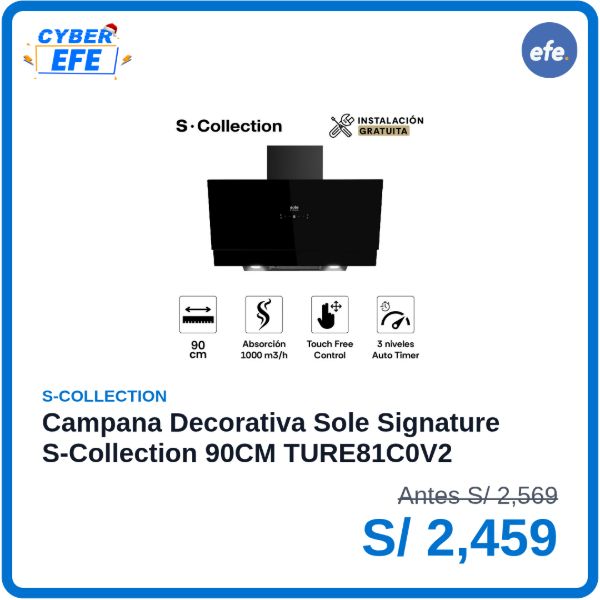 CYBER
EFE
efe.
S·Collection
INSTALACIÓN
GRATUITA
sole
90
cm
Absorción
1000 m3/h
Touch Free
Control
3 niveles
Auto Timer
S-COLLECTION
Campana Decorativa Sole Signature
S-Collection 90CM TURE81C0V2
Antes S/ 2,569
S/ 2,459